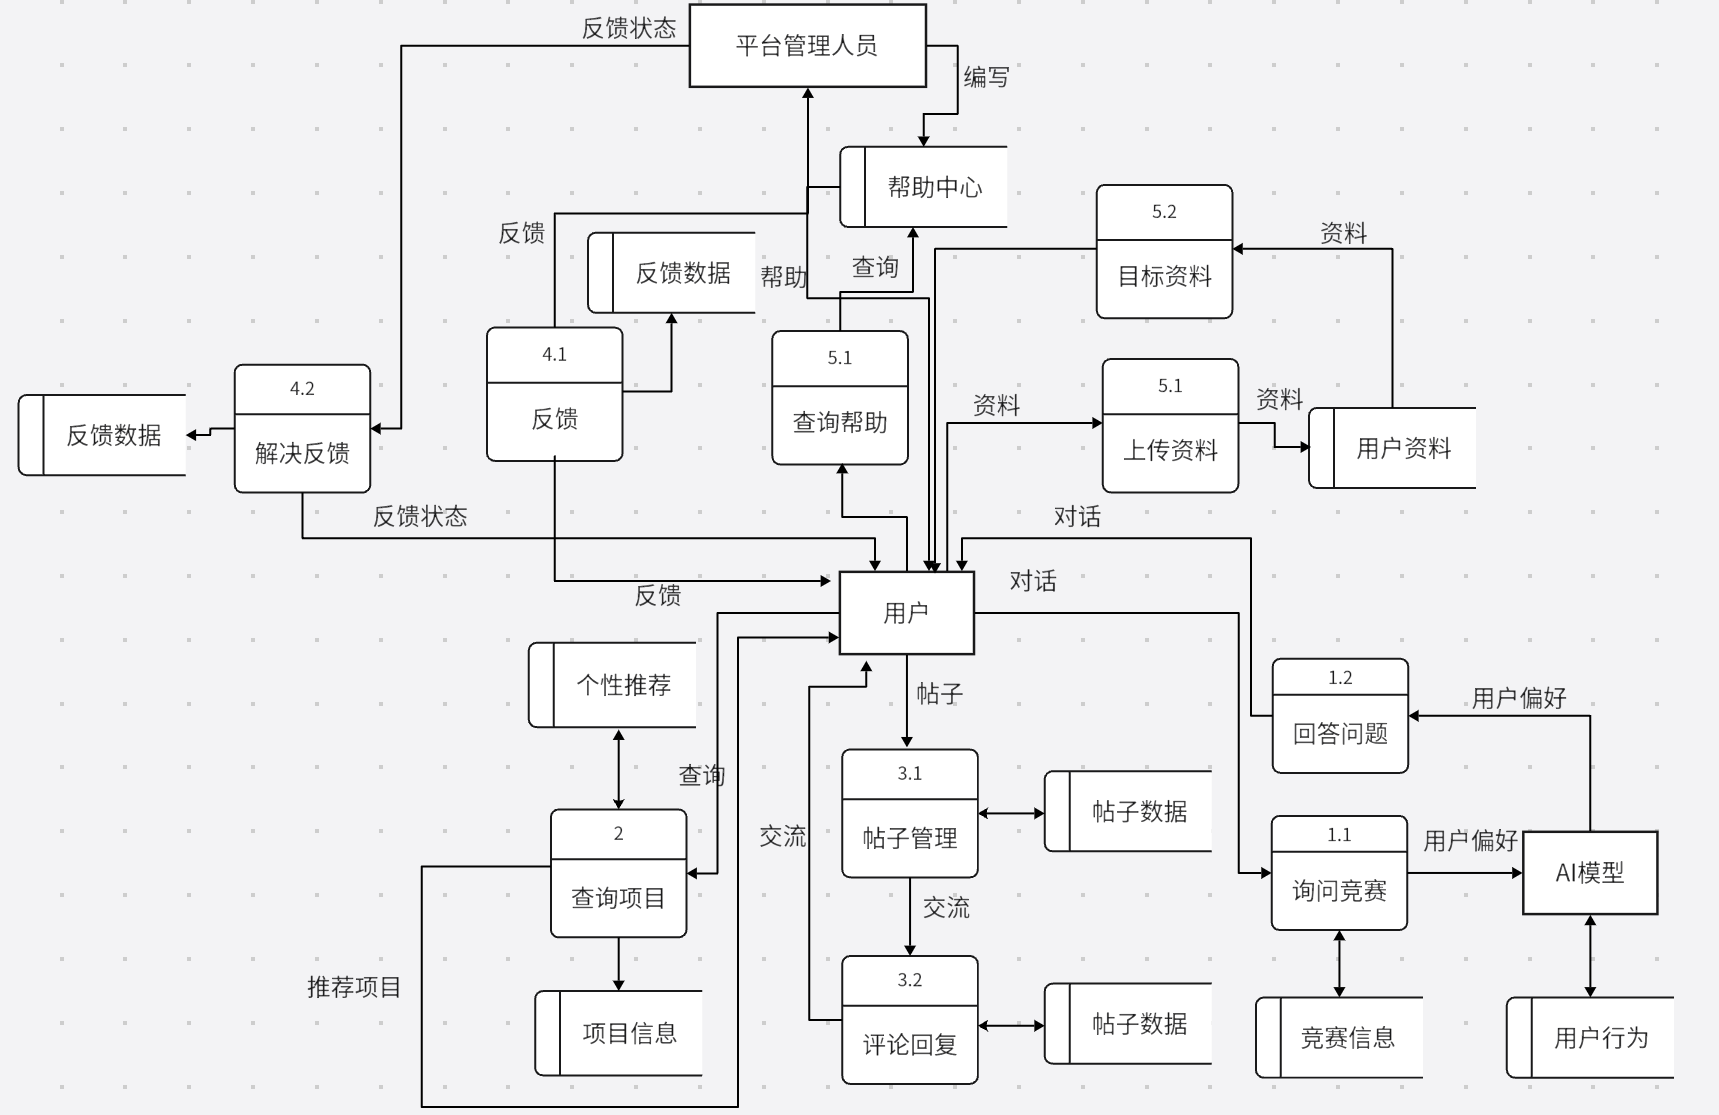 反馈状态
平台管理人员
编写
帮助中心
5.2
目标资料
资料
反馈
反馈数据
帮助
查询
4.1
反馈
5.1
查询帮助
4.2
解决反馈
反馈数据
资料
5.1
上传资料
资料
用户资料
反馈状态
对话
反馈
用户
对话
个性推荐
帖子
1.2
回答问题
用户偏好
查询
3.1
帖子管理
帖子数据
2
查询项目
交流
1.1
询问竞赛
用户偏好
AI模型
交流
推荐项目
项目信息
3.2
评论回复
帖子数据
竞赛信息
用户行为